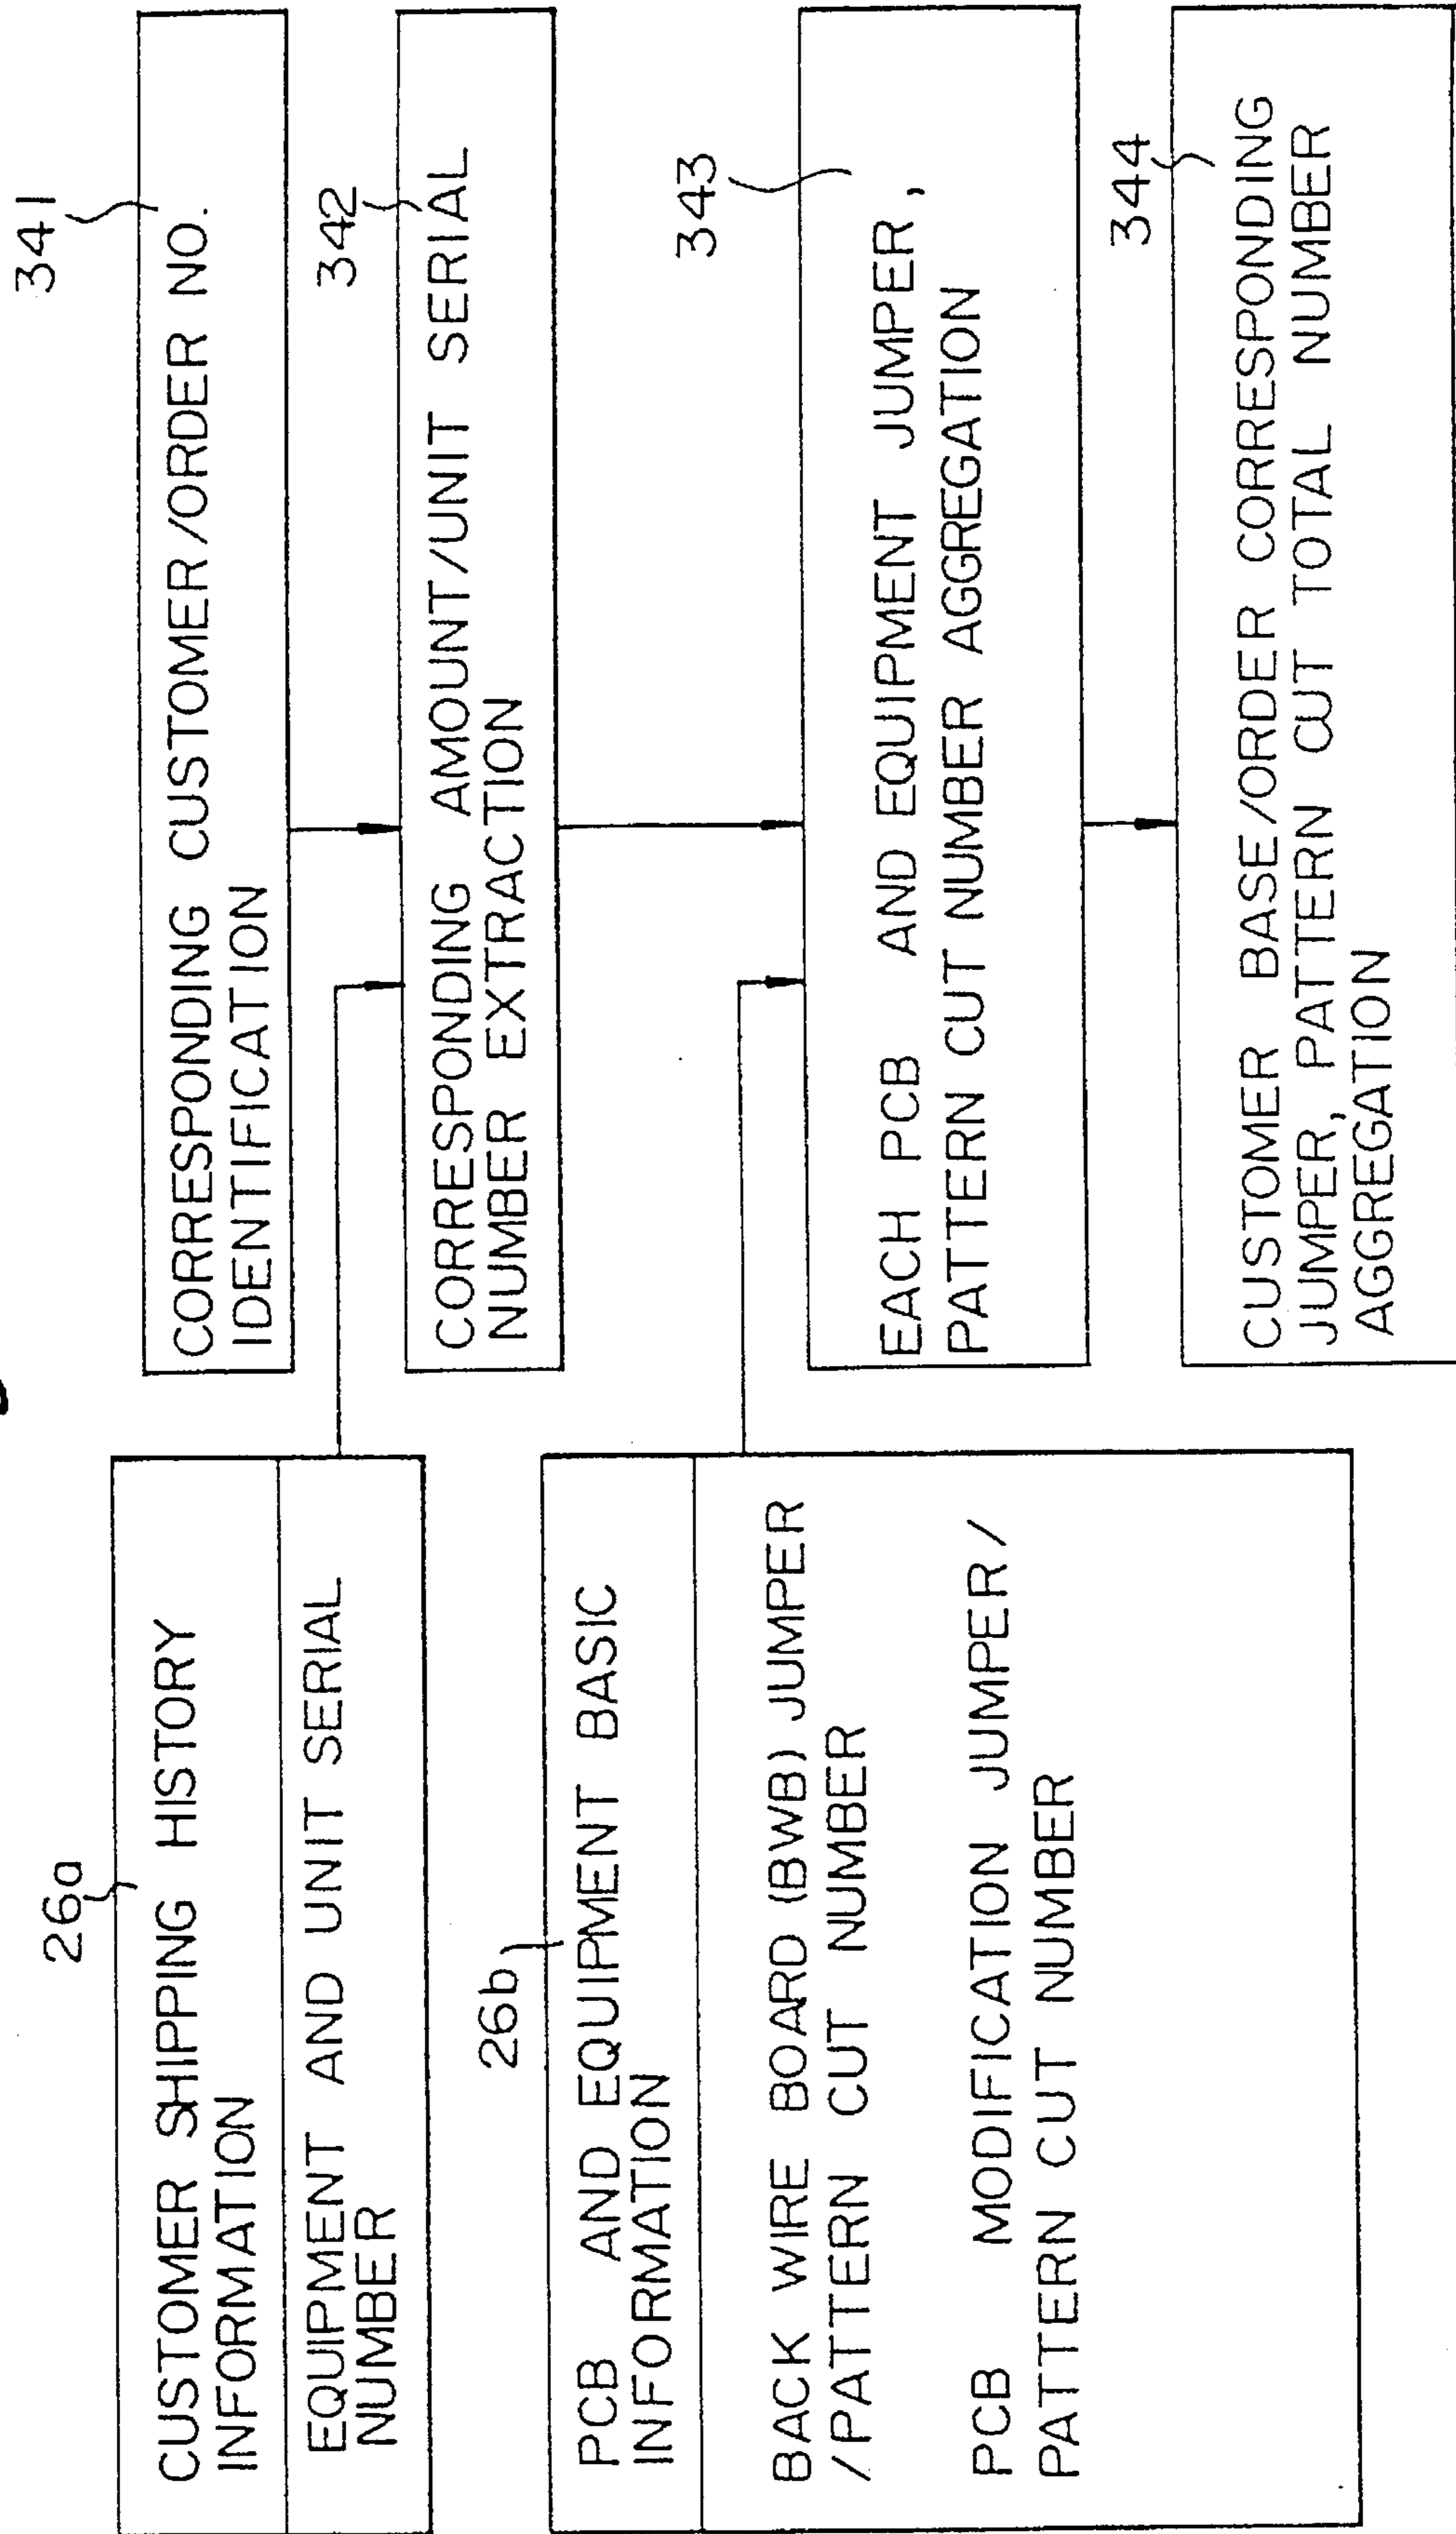 26a
CUSTOMER SHIPPING HISTORY
INFORMATION
EQUIPMENT AND UNIT SERIAL
NUMBER
26b
PCB AND EQUIPMENT BASIC
INFORMATION
BACK WIRE BOARD (BWB) JUMPER
/PATTERN CUT NUMBER
PCB MODIFICATION JUMPER/
PATTERN CUT NUMBER
341
CORRESPONDING CUSTOMER/ORDER NO.
IDENTIFICATION
342
CORRESPONDING AMOUNT/UNIT SERIAL
NUMBER EXTRACTION
343
EACH PCB AND EQUIPMENT JUMPER,
PATTERN CUT NUMBER AGGREGATION
344
CUSTOMER BASE/ORDER CORRESPONDING
JUMPER, PATTERN CUT TOTAL NUMBER
AGGREGATION